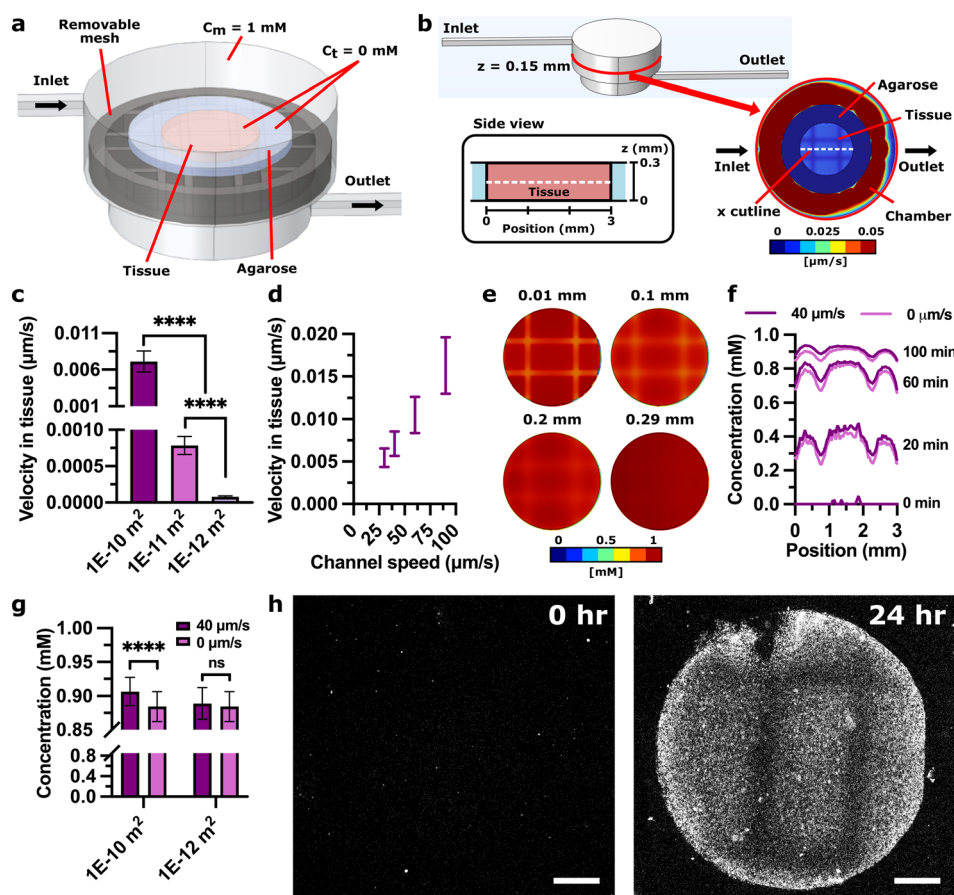 a
Removable
mesh
Cm = 1 mM
Ct = 0 mM
Inlet
Outlet
Tissue
Agarose
b
Inlet
z = 0.15 mm
Outlet
Side view
z (mm)
0.3
Tissue
0
0
3
Position (mm)
Agarose
Tissue
Inlet
Outlet
x cutline
Chamber
0 0.025 0.05
[µm/s]
c
Velocity in tissue (µm/s)
0.011
0.006
0.001
0.0010
0.0005
0.0000
****
****
1E-10 m²
1E-11 m²
1E-12 m²
d
Velocity in tissue (µm/s)
0.020
0.015
0.010
0.005
0.000
0
25
50
75
100
Channel speed (µm/s)
e
0.01 mm
0.1 mm
0.2 mm
0.29 mm
0 0.5 1
[mM]
f
40 µm/s
0 µm/s
Concentration (mM)
1.0
0.8
0.6
0.4
0.2
0.0
100 min
60 min
20 min
0 min
0 1 2 3
Position (mm)
g
40 µm/s
0 µm/s
Concentration (mM)
1.00
0.95
0.90
0.85
0.8
0.4
0.0
****
ns
1E-10 m²
1E-12 m²
h
0 hr
24 hr